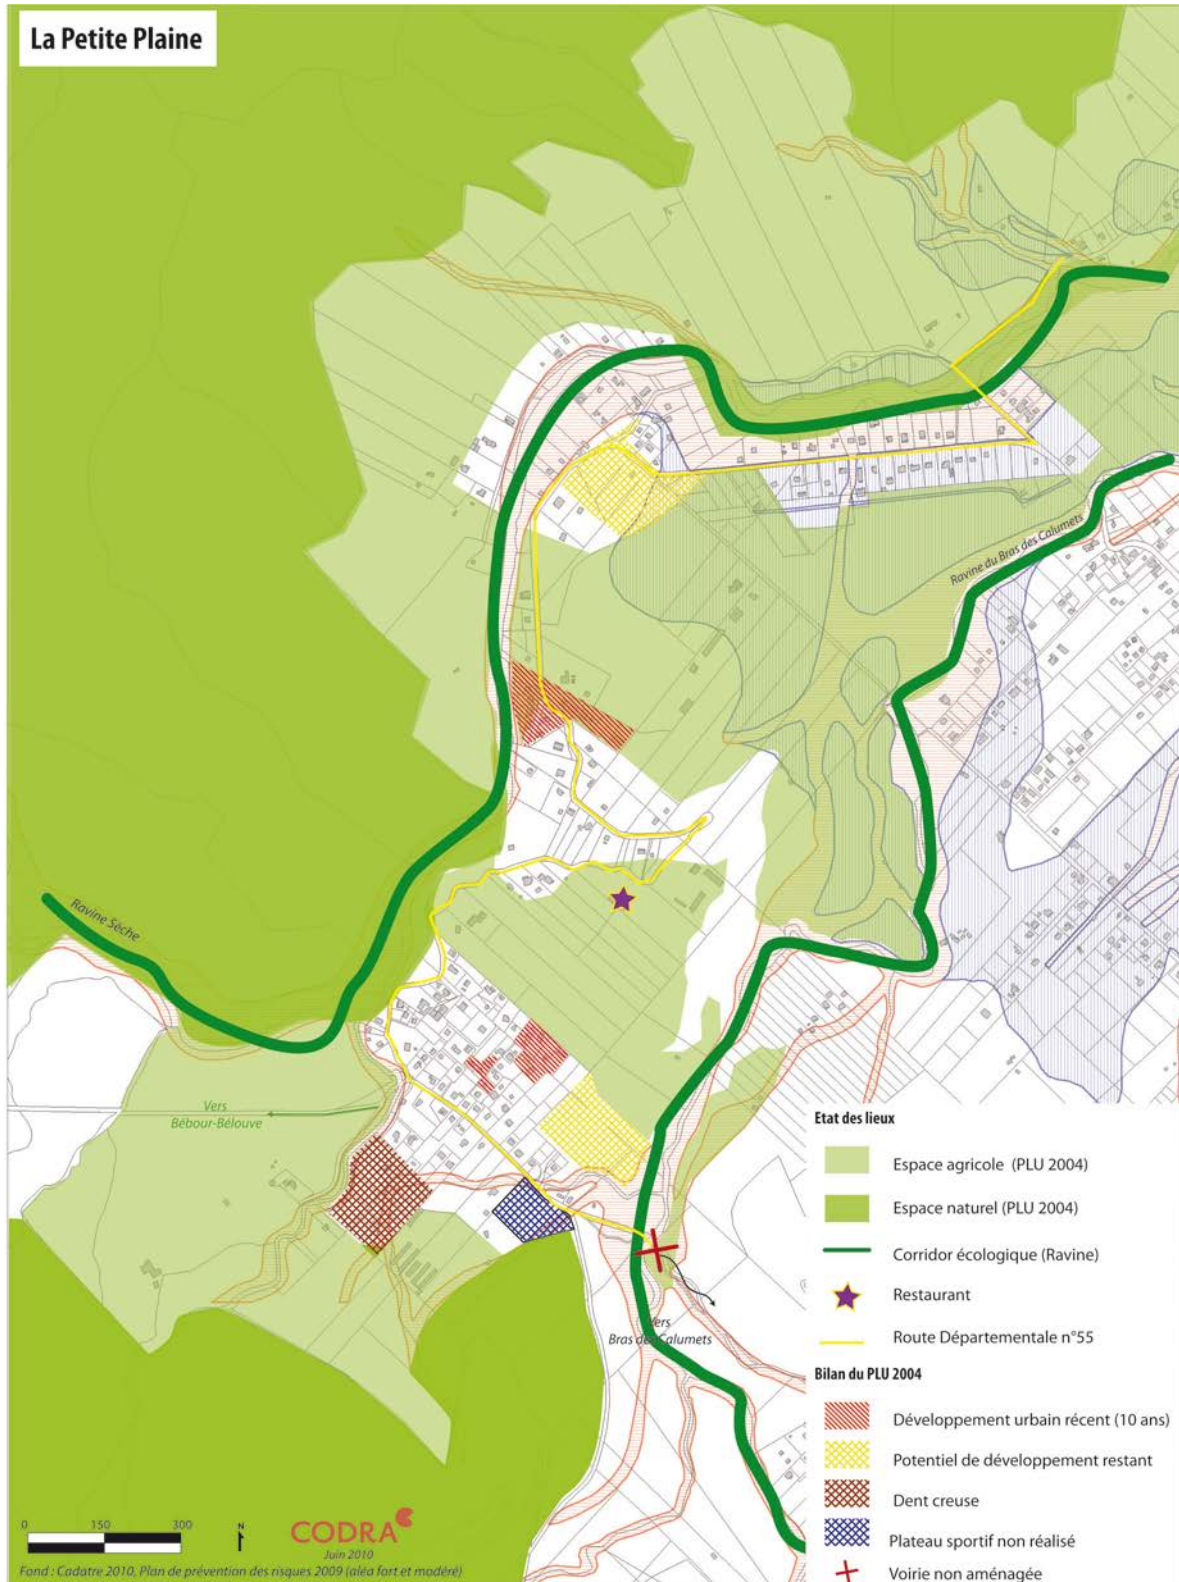 La Petite Plaine
Ravine du Bras des Calumets
Ravine Sèche
Vers
Bébour-Bélouve
Vers
Bras des Calumets
Etat des lieux
Espace agricole (PLU 2004)
Espace naturel (PLU 2004)
Corridor écologique (Ravine)
Restaurant
Route Départementale n°55
Bilan du PLU 2004
Développement urbain récent (10 ans)
Potentiel de développement restant
Dent creuse
Plateau sportif non réalisé
Voirie non aménagée
0 150 300
N
CODRA
Juin 2010
Fond : Cadatre 2010, Plan de prévention des risques 2009 (aléa fort et modéré)